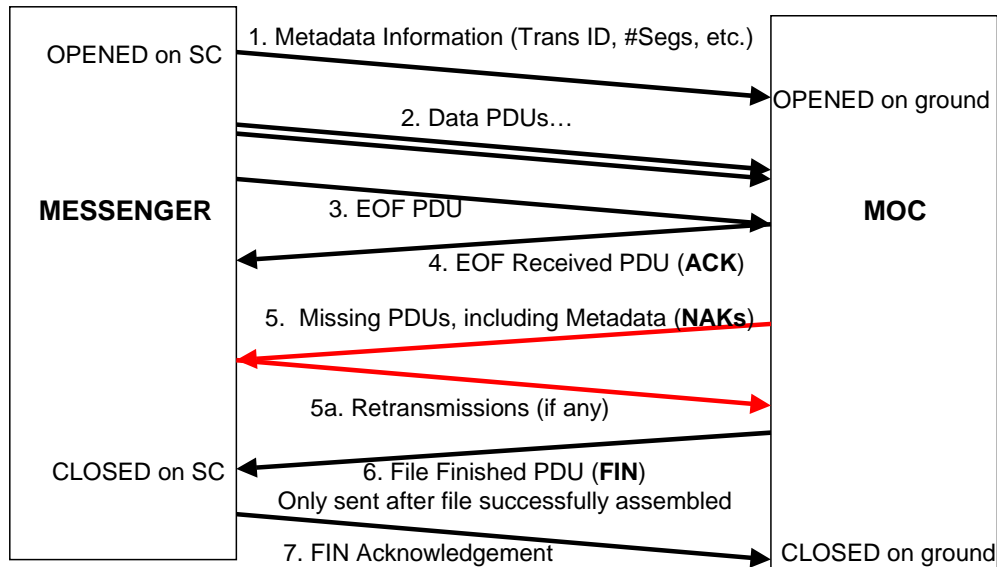 1. Metadata Information (Trans ID, #Segs, etc.)
OPENED on SC
OPENED on ground
2. Data PDUs…
MESSENGER
3. EOF PDU
MOC
4. EOF Received PDU (ACK)
5. Missing PDUs, including Metadata (NAKs)
5a. Retransmissions (if any)
CLOSED on SC
6. File Finished PDU (FIN)
Only sent after file successfully assembled
7. FIN Acknowledgement
CLOSED on ground